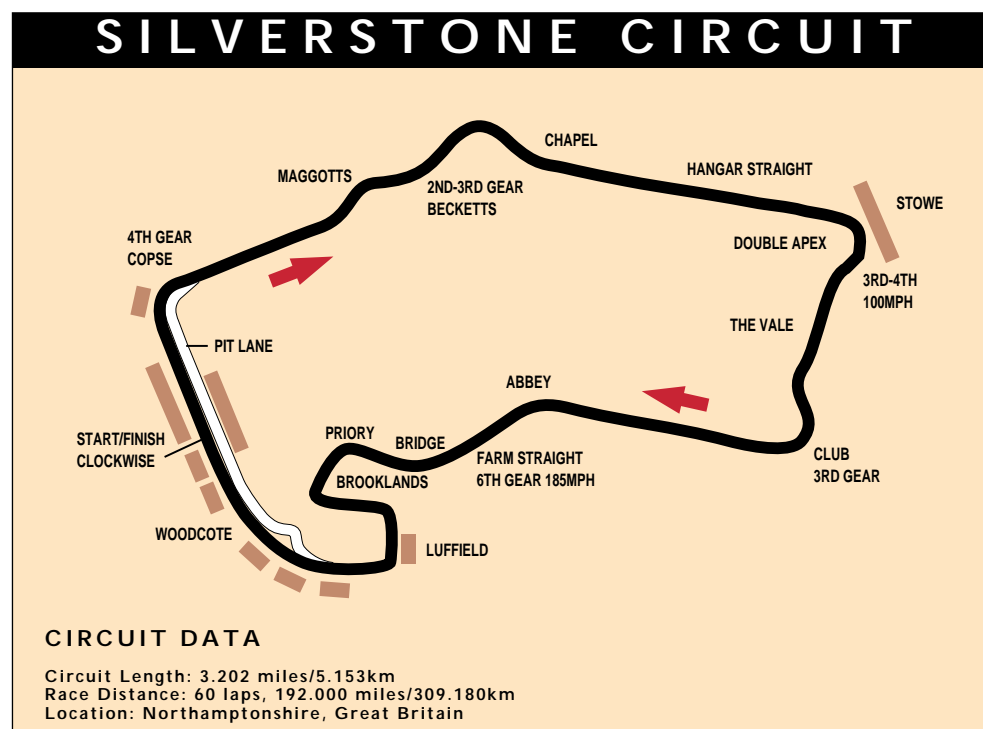 SILVERSTONE CIRCUIT
CHAPEL
MAGGOTTS
HANGAR STRAIGHT
2ND-3RD GEAR
BECKETTS
STOWE
4TH GEAR
COPSE
DOUBLE APEX
3RD-4TH
100MPH
THE VALE
PIT LANE
ABBEY
PRIORY
BRIDGE
START/FINISH
CLOCKWISE
FARM STRAIGHT
6TH GEAR 185MPH
CLUB
3RD GEAR
BROOKLANDS
WOODCOTE
LUFFIELD
CIRCUIT DATA
Circuit Length: 3.202 miles/5.153km
Race Distance: 60 laps, 192.000 miles/309.180km
Location: Northamptonshire, Great Britain